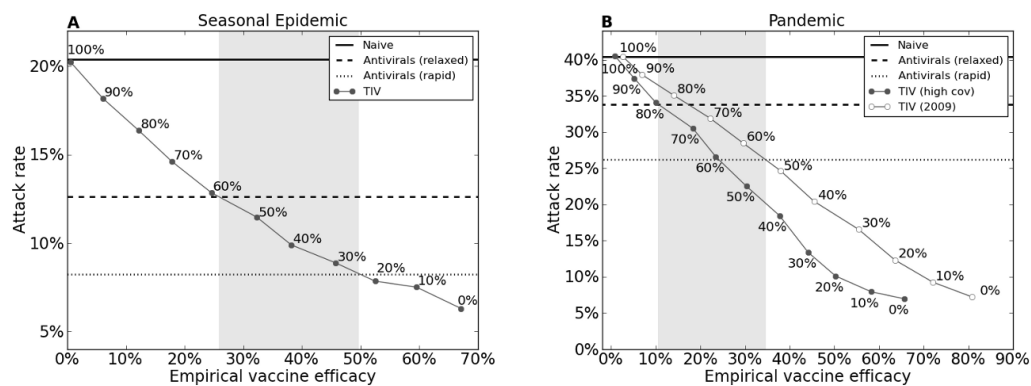 A
Seasonal Epidemic
Attack rate
20%
15%
10%
5%
Naive
Antivirals (relaxed)
Antivirals (rapid)
TIV
100%
90%
80%
70%
60%
50%
40%
30%
20%
10%
0%
0% 10% 20% 30% 40% 50% 60% 70%
Empirical vaccine efficacy
B
Pandemic
Attack rate
40%
35%
30%
25%
20%
15%
10%
5%
0%
Naive
Antivirals (relaxed)
Antivirals (rapid)
TIV (high cov)
TIV (2009)
100%
90%
80%
70%
60%
50%
40%
30%
20%
10%
0%
100%
90%
80%
70%
60%
50%
40%
30%
20%
10%
0%
0% 10% 20% 30% 40% 50% 60% 70% 80% 90%
Empirical vaccine efficacy